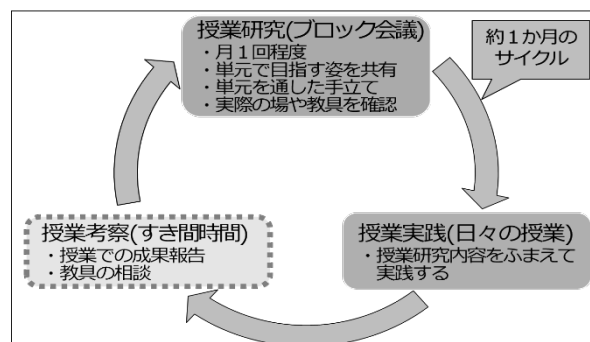 授業研究(ブロック会議)
・月１回程度
・単元で目指す姿を共有
・単元を通した手立て
・実際の場や教具を確認
約１か月の
サイクル
授業実践(日々の授業)
・授業研究内容をふまえて
実践する
授業考察(すき間時間)
・授業での成果報告
・教具の相談